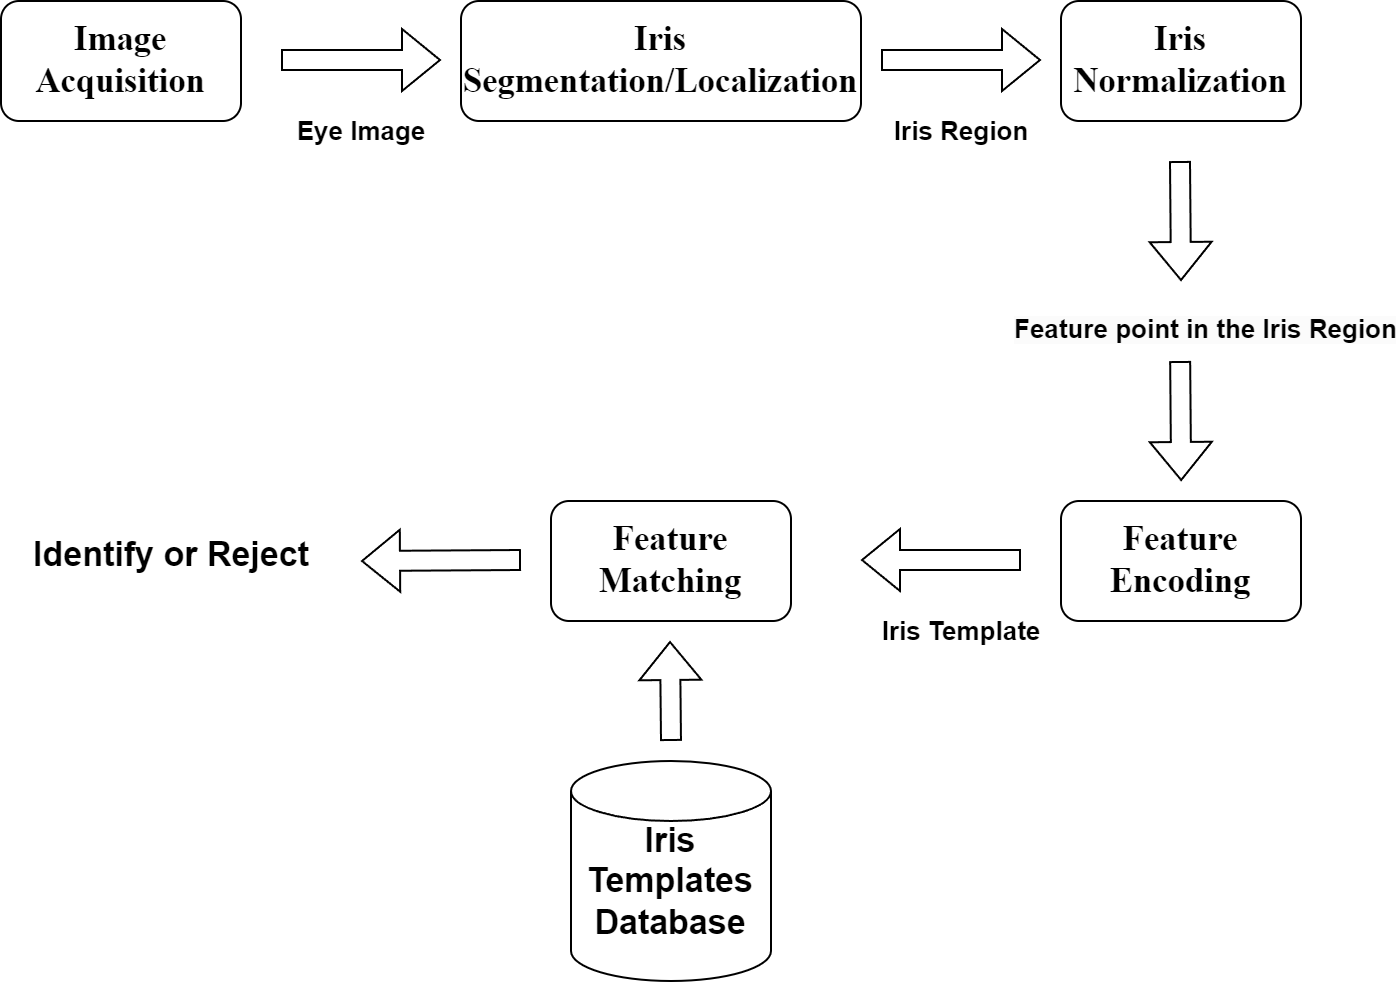 Image
Acquisition
Eye Image
Iris
Segmentation/Localization
Iris Region
Iris
Normalization
Feature point in the Iris Region
Feature
Encoding
Iris Template
Feature
Matching
Identify or Reject
Iris
Templates
Database